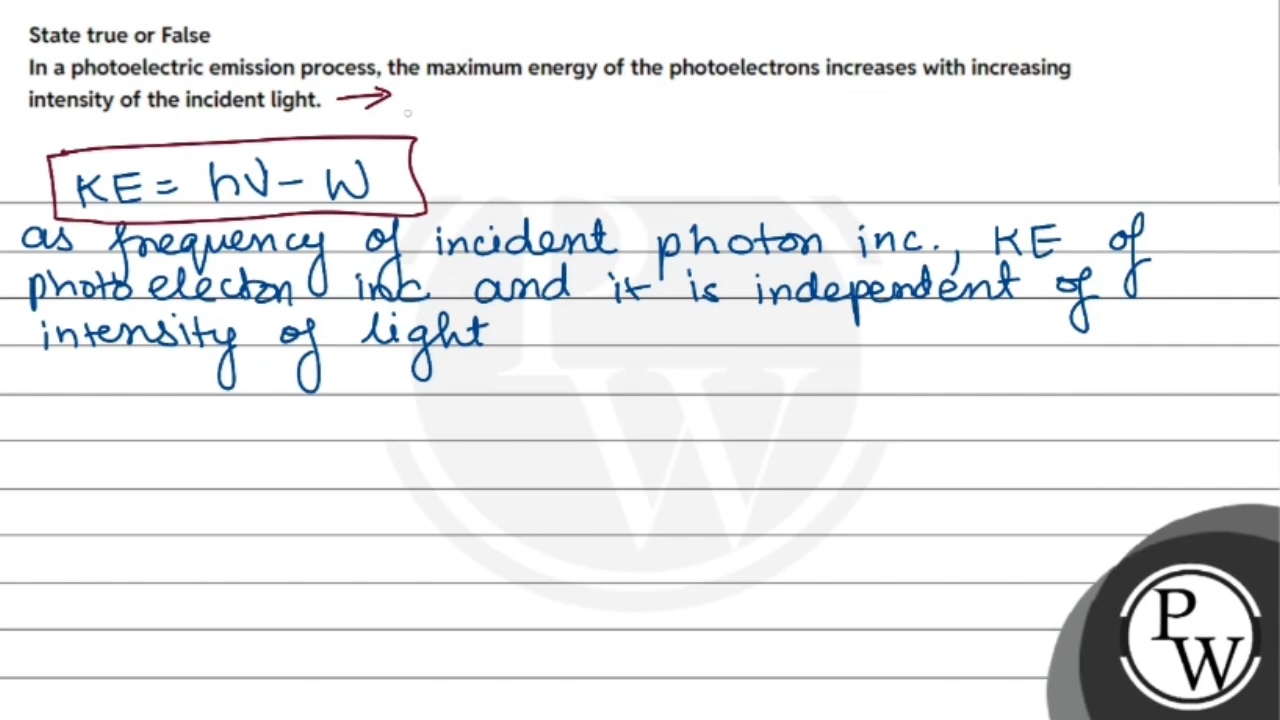 State true or False
In a photoelectric emission process, the maximum energy of the photoelectrons increases with increasing
intensity of the incident light. →
KE = hν - W
as frequency of incident photon inc., KE of
photo electon inc and it is independent of
intensity of light
P
W
P
W